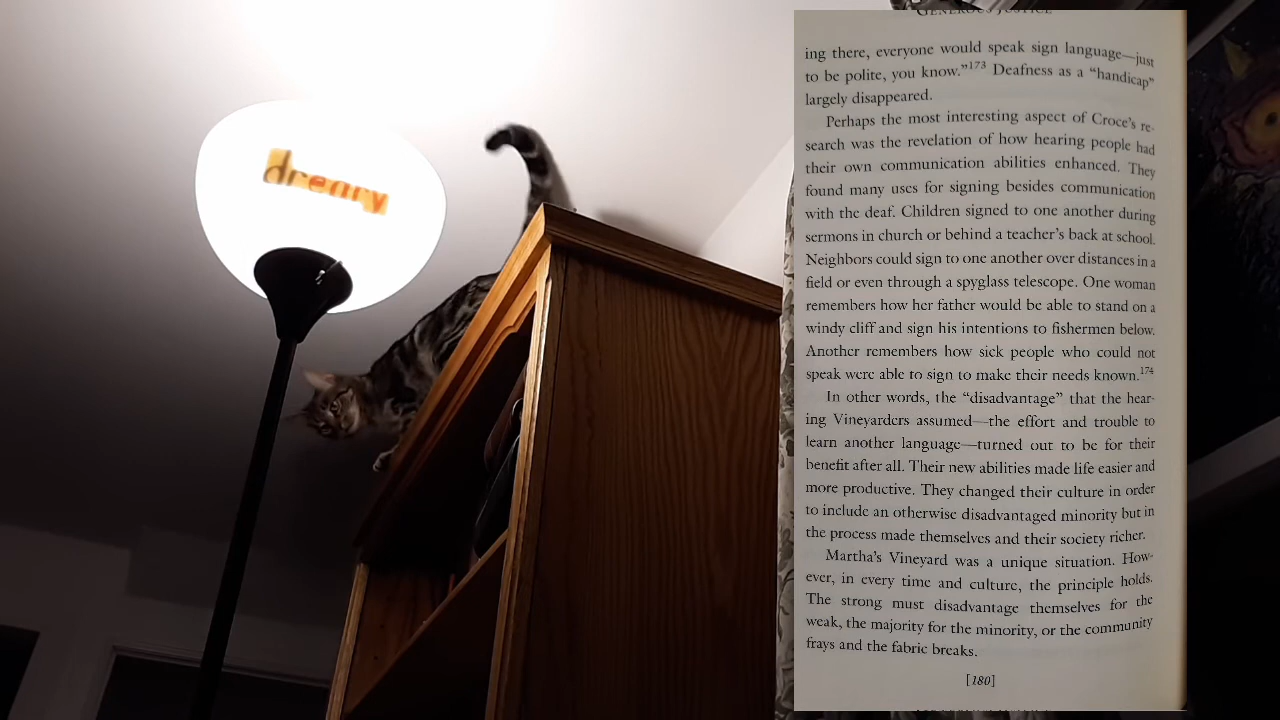 dreary
GENEROUS JUSTICE
ing there, everyone would speak sign language—just
to be polite, you know.”173 Deafness as a “handicap”
largely disappeared.
Perhaps the most interesting aspect of Croce’s re-
search was the revelation of how hearing people had
their own communication abilities enhanced. They
found many uses for signing besides communication
with the deaf. Children signed to one another during
sermons in church or behind a teacher’s back at school.
Neighbors could sign to one another over distances in a
field or even through a spyglass telescope. One woman
remembers how her father would be able to stand on a
windy cliff and sign his intentions to fishermen below.
Another remembers how sick people who could not
speak were able to sign to make their needs known.174
In other words, the “disadvantage” that the hear-
ing Vineyarders assumed—the effort and trouble to
learn another language—turned out to be for their
benefit after all. Their new abilities made life easier and
more productive. They changed their culture in order
to include an otherwise disadvantaged minority but in
the process made themselves and their society richer.
Martha’s Vineyard was a unique situation. How-
ever, in every time and culture, the principle holds.
The strong must disadvantage themselves for the
weak, the majority for the minority, or the community
frays and the fabric breaks.
[180]